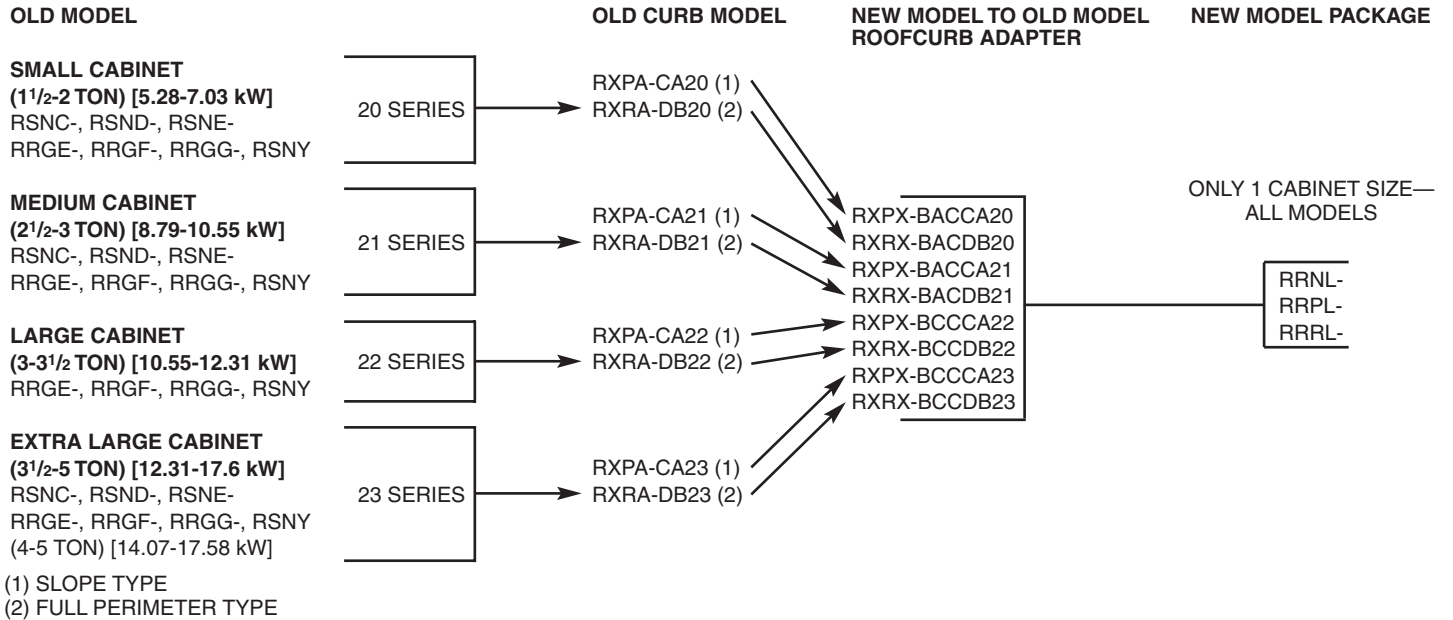 OLD MODEL
OLD CURB MODEL
NEW MODEL TO OLD MODEL
ROOFCURB ADAPTER
NEW MODEL PACKAGE
SMALL CABINET
(1 1/2-2 TON) [5.28-7.03 kW]
RSNC-, RSND-, RSNE-
RRGE-, RRGF-, RRGG-, RSNY
20 SERIES
RXPA-CA20 (1)
RXRA-DB20 (2)
MEDIUM CABINET
(2 1/2-3 TON) [8.79-10.55 kW]
RSNC-, RSND-, RSNE-
RRGE-, RRGF-, RRGG-, RSNY
21 SERIES
RXPA-CA21 (1)
RXRA-DB21 (2)
LARGE CABINET
(3-3 1/2 TON) [10.55-12.31 kW]
RRGE-, RRGF-, RRGG-, RSNY
22 SERIES
RXPA-CA22 (1)
RXRA-DB22 (2)
EXTRA LARGE CABINET
(3 1/2-5 TON) [12.31-17.6 kW]
RSNC-, RSND-, RSNE-
RRGE-, RRGF-, RRGG-, RSNY
(4-5 TON) [14.07-17.58 kW]
23 SERIES
RXPA-CA23 (1)
RXRA-DB23 (2)
RXPX-BACCA20
RXRX-BACDB20
RXPX-BACCA21
RXRX-BACDB21
RXPX-BCCCA22
RXRX-BCCDB22
RXPX-BCCCA23
RXRX-BCCDB23
ONLY 1 CABINET SIZE—
ALL MODELS
RRNL-
RRPL-
RRRL-
(1) SLOPE TYPE
(2) FULL PERIMETER TYPE